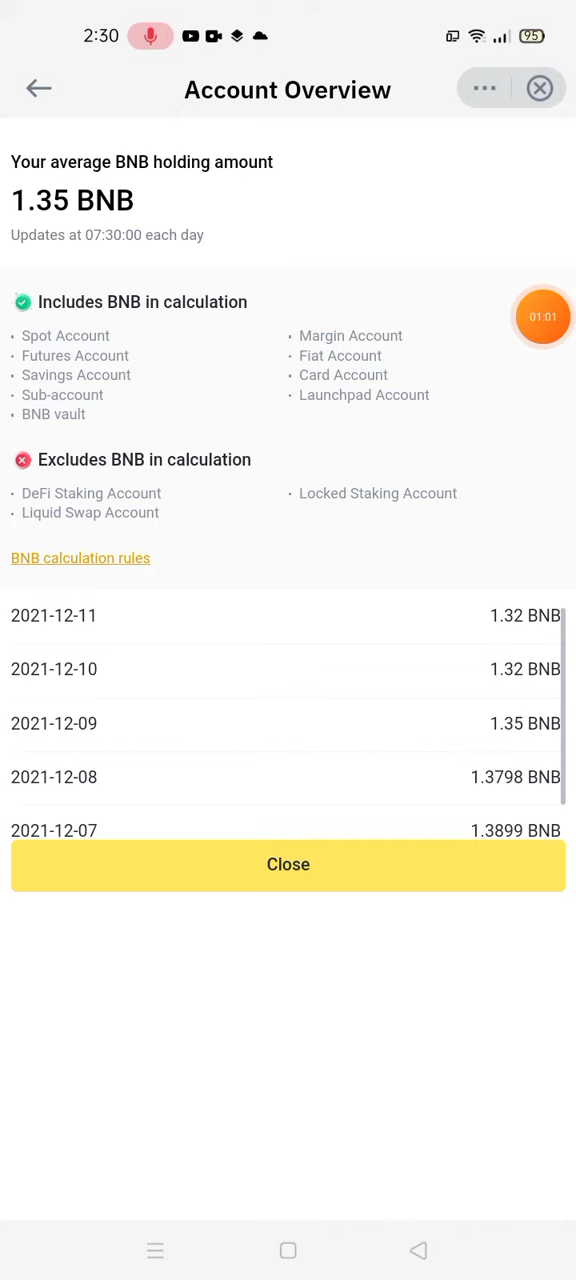 2:30
95
Account Overview
Your average BNB holding amount
1.35 BNB
Updates at 07:30:00 each day
Includes BNB in calculation
01:01
Spot Account
Margin Account
Futures Account
Fiat Account
Savings Account
Card Account
Sub-account
Launchpad Account
BNB vault
Excludes BNB in calculation
DeFi Staking Account
Locked Staking Account
Liquid Swap Account
BNB calculation rules
2021-12-11 1.32 BNB
2021-12-10 1.32 BNB
2021-12-09 1.35 BNB
2021-12-08 1.3798 BNB
2021-12-07 1.3899 BNB
Close